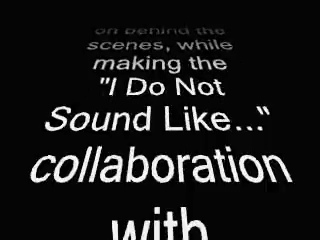 on behind the
scenes, while
making the
"I Do Not
Sound Like..."
collaboration
with